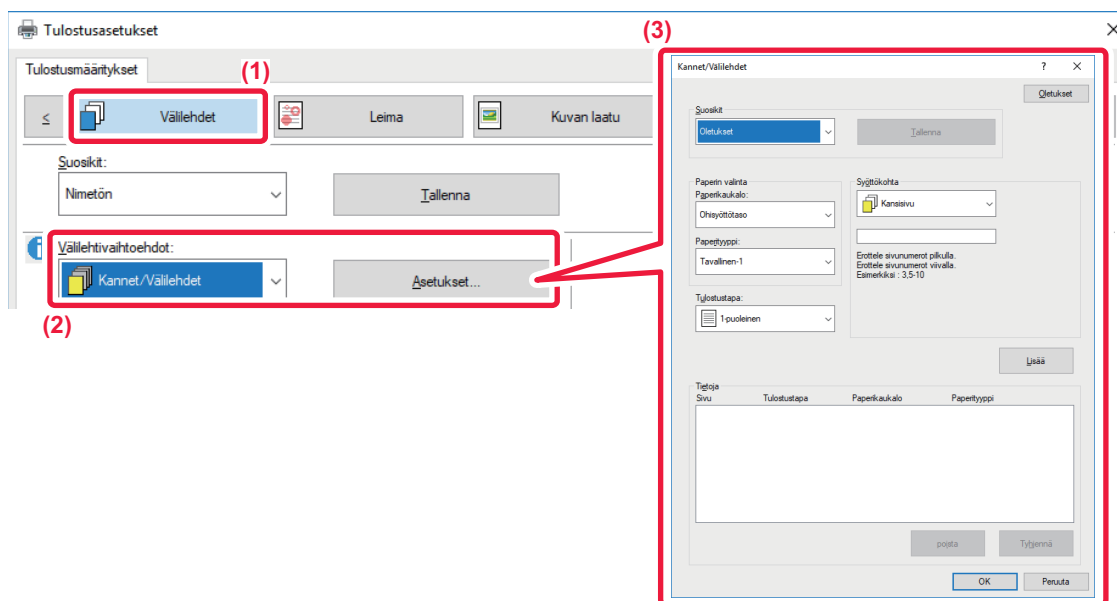 Tulostusasetukset
Tulostusmääritykset
(1)
<
Välilehdet
Leima
Kuvan laatu
Suosikit:
Nimetön
Tallenna
Välilehtivaihtoehdot:
Kannet/Välilehdet
Asetukset...
(2)
(3)
Kannet/Välilehdet
?
Oletukset
Suosikit
Oletukset
Tallenna
Paperin valinta
Paperikaukalo:
Ohisyöttötaso
Paperityyppi:
Tavallinen-1
Tulostustapa:
1-puoleinen
Syöttökohta
Kansisivu
Erottele sivunumerot pilkulla.
Erottele sivunumerot viivalla.
Esimerkiksi : 3,5-10
Lisää
Tietoja
Sivu Tulostustapa Paperikaukalo Paperityyppi
poista
Tyhjennä
OK
Peruuta